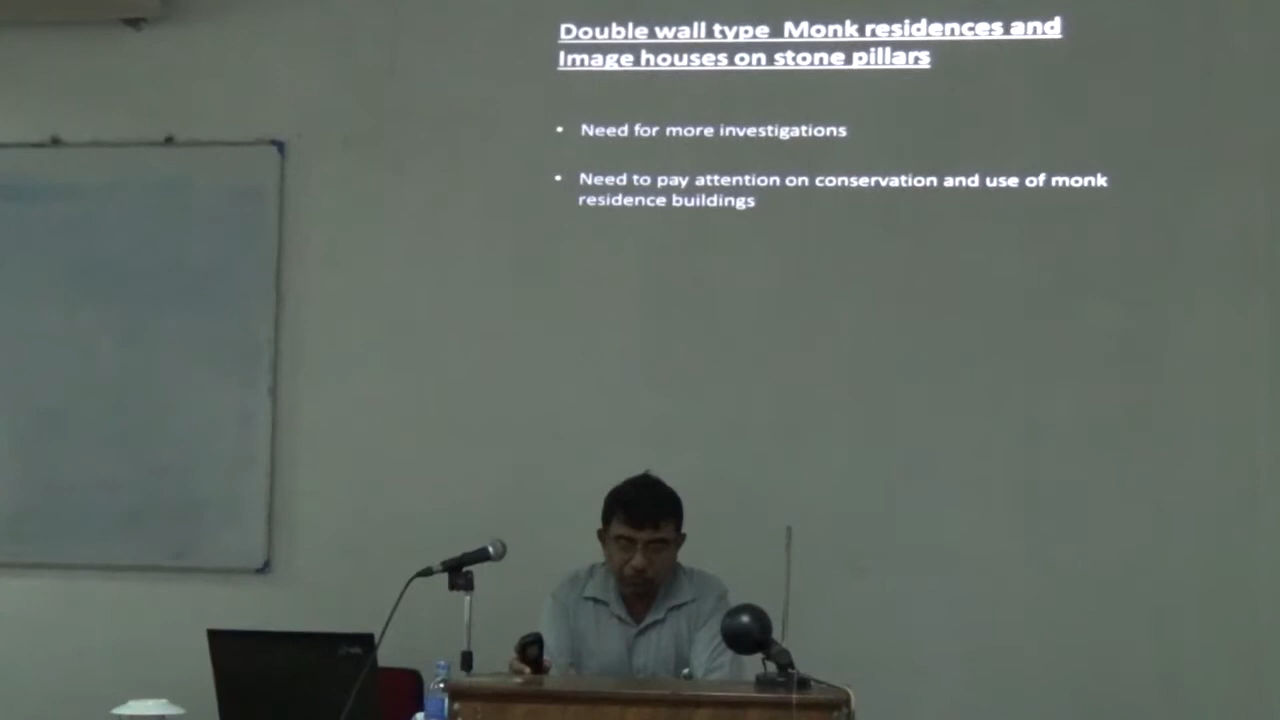 Double wall type Monk residences and
Image houses on stone pillars
• Need for more investigations
• Need to pay attention on conservation and use of monk
residence buildings